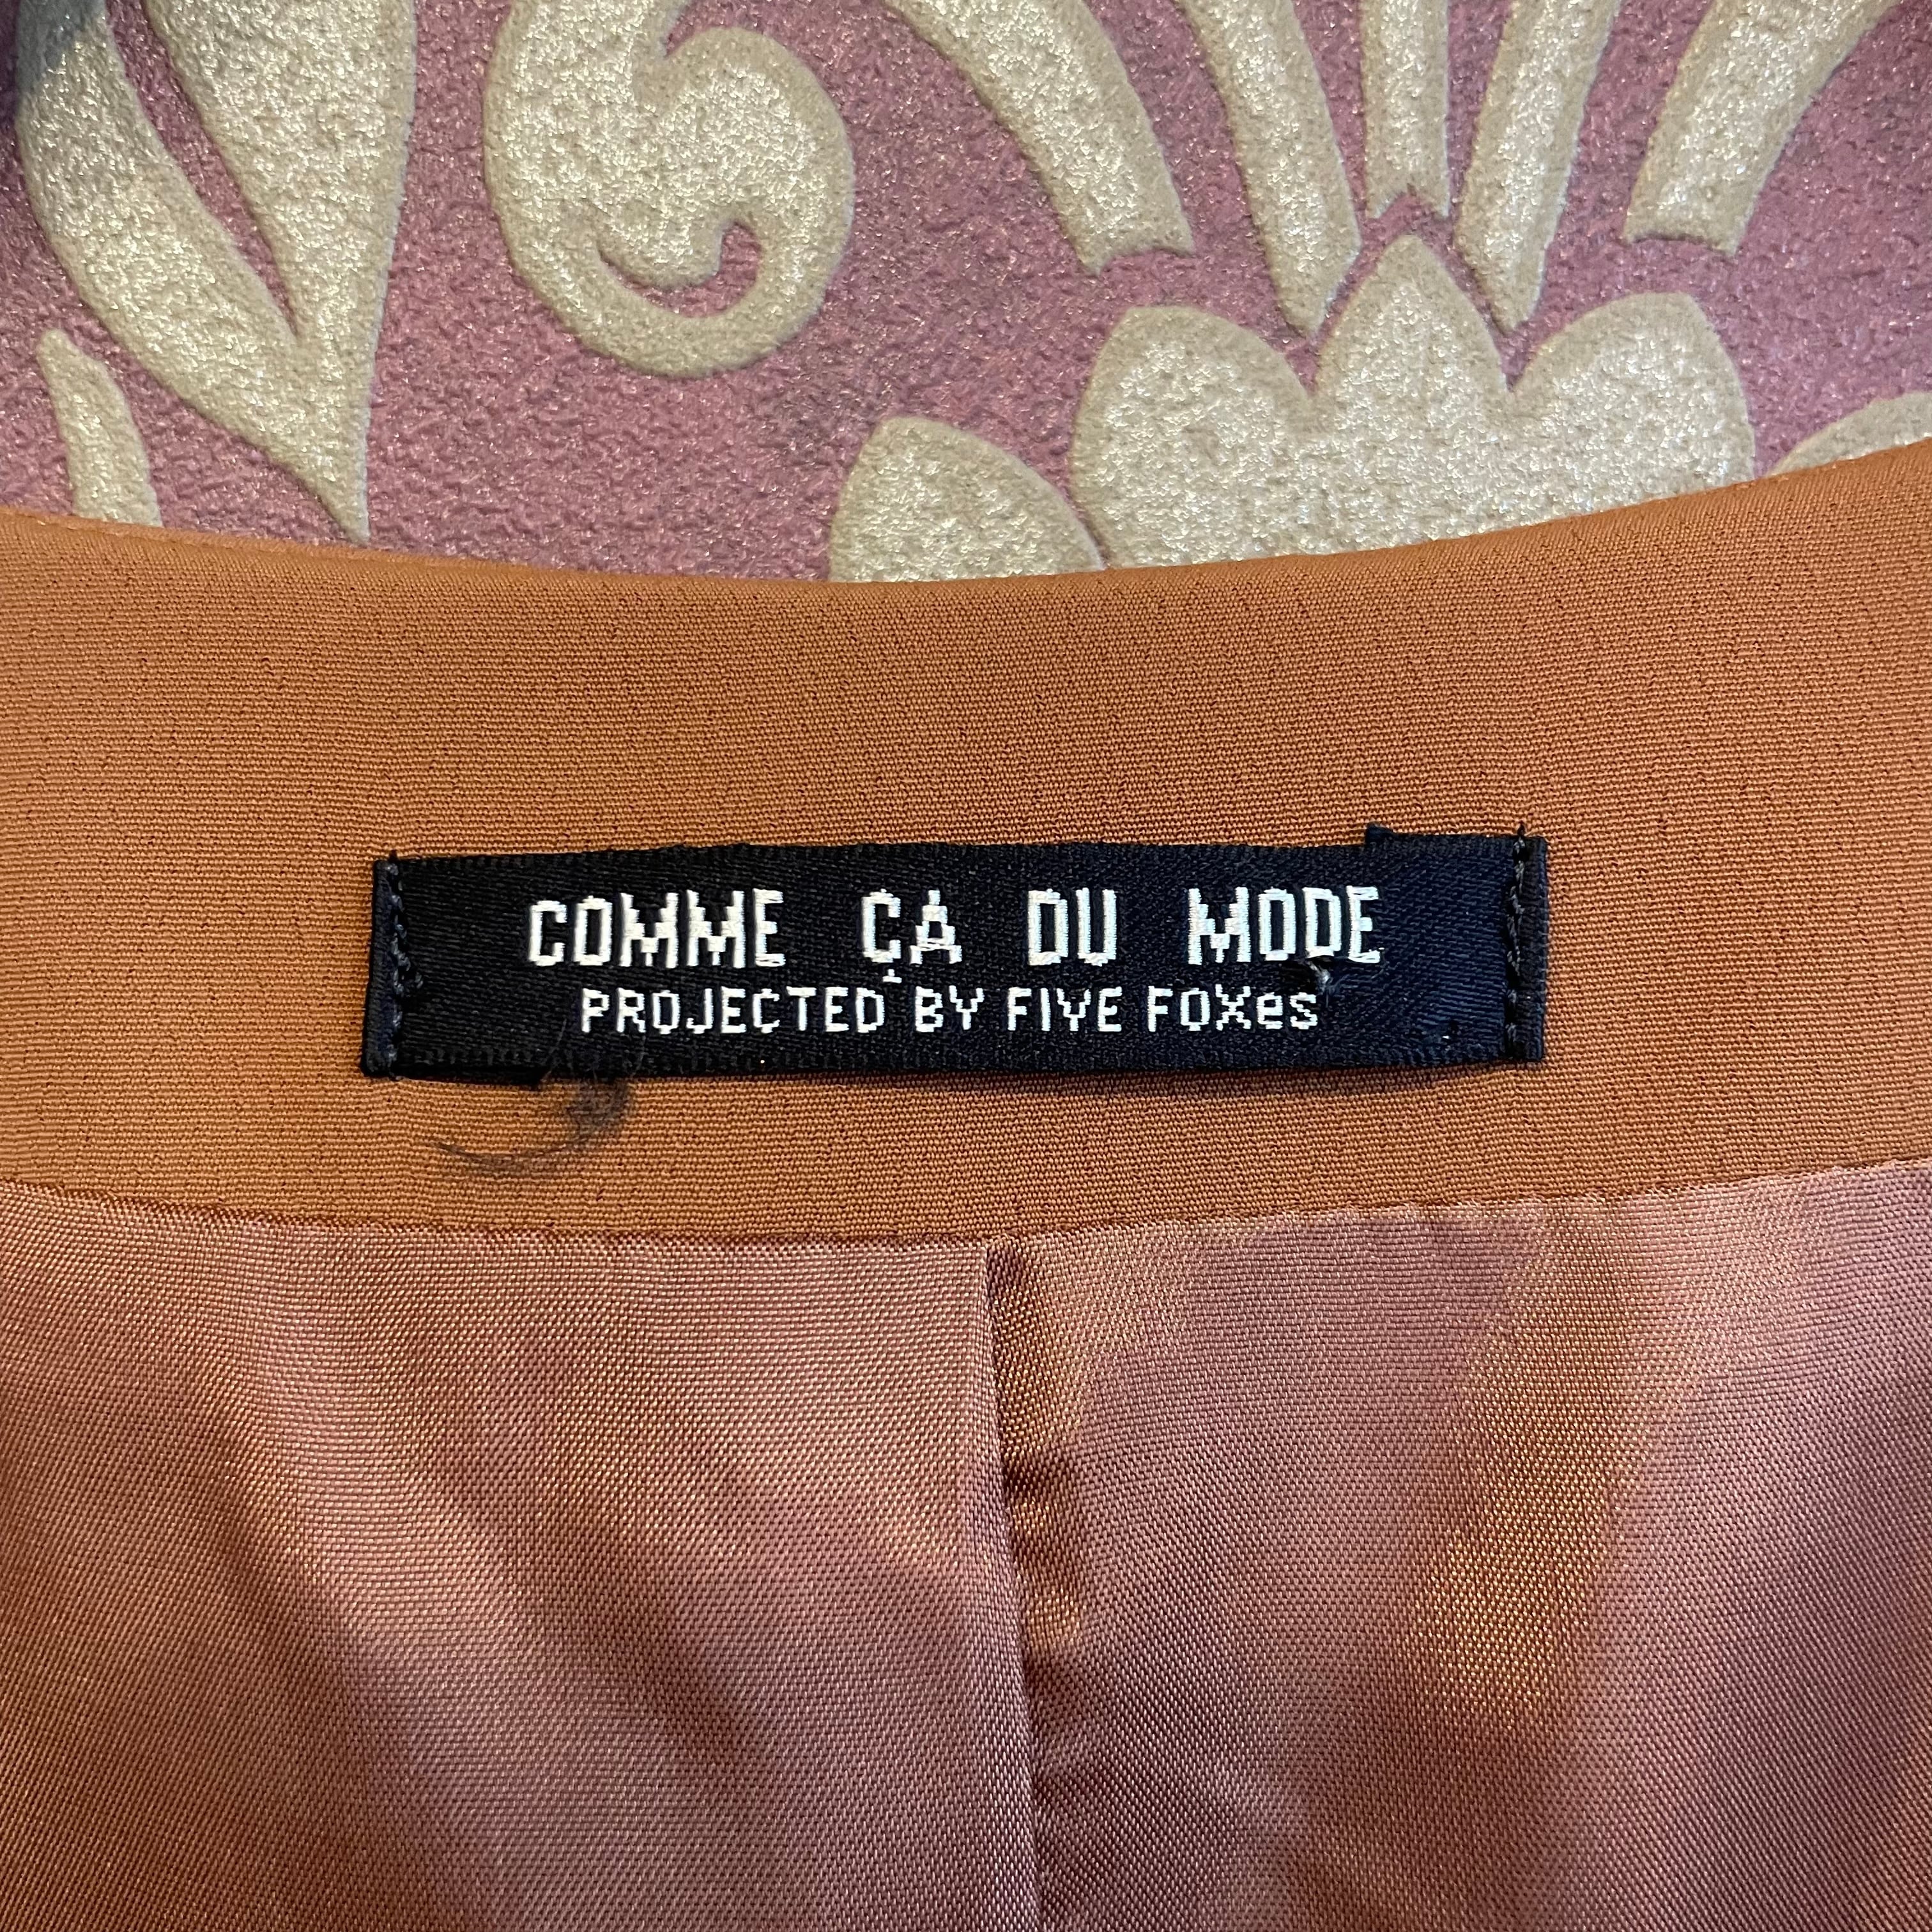 COMME ÇA DU MODE
PROJECTED BY FIVE FOXes